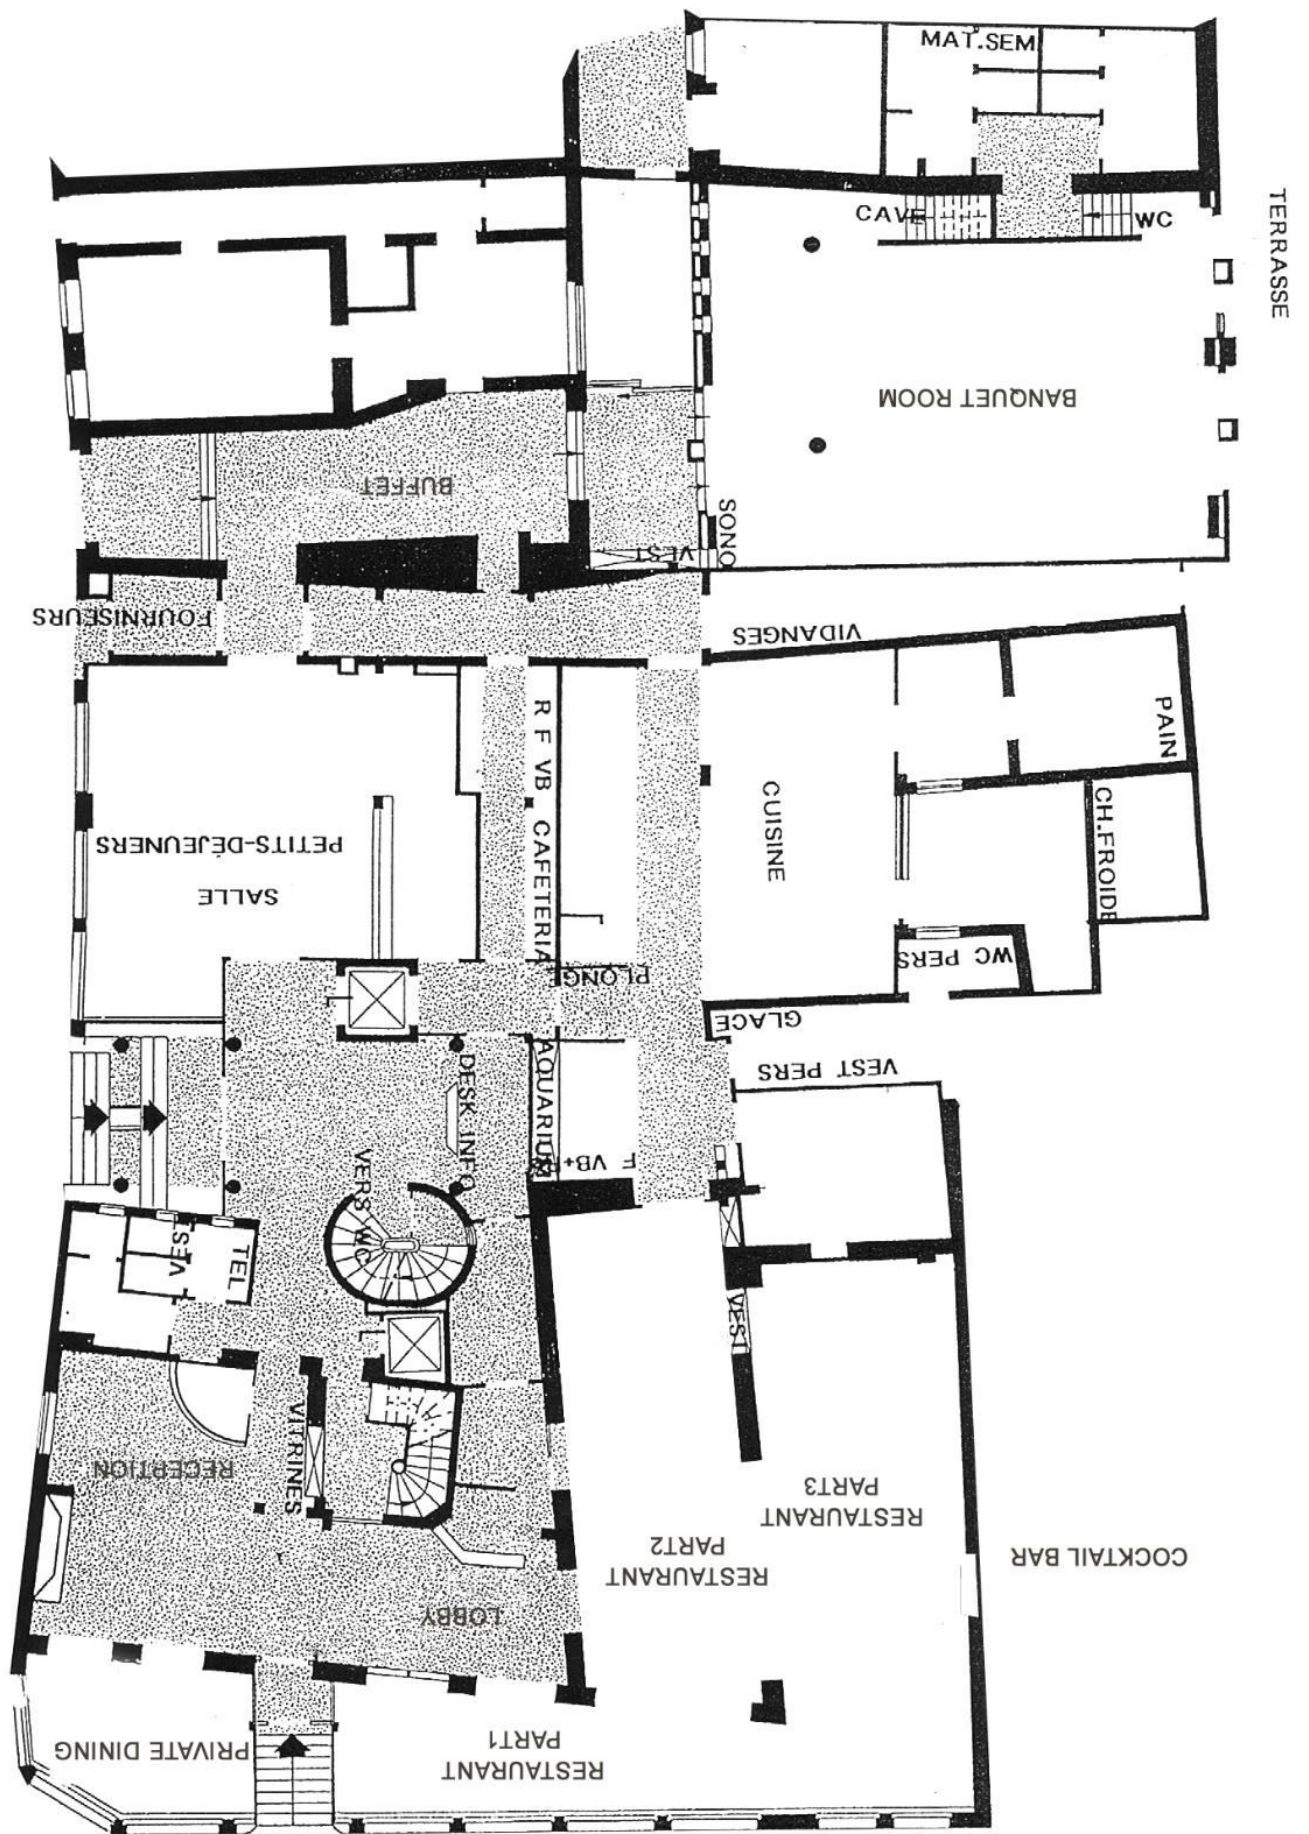 MAT.SEM
CAVE
WC
TERRASSE
BANQUET ROOM
BUFFET
SONO
VEST
FOURNISEURS
VIDANGES
R F VB CAFETERIA
PAIN
CUISINE
CH.FROIDE
SALLE
PETITS-DÉJEUNERS
WC PERS
PLONGE
GLACE
VEST PERS
AQUARIUM
DESK INFO
F VB+R
VERS W.C.
VEST
TEL
VEST
VITRINES
RECEPTION
RESTAURANT
PART3
RESTAURANT
PART2
COCKTAIL BAR
LOBBY
PRIVATE DINING
RESTAURANT
PART1